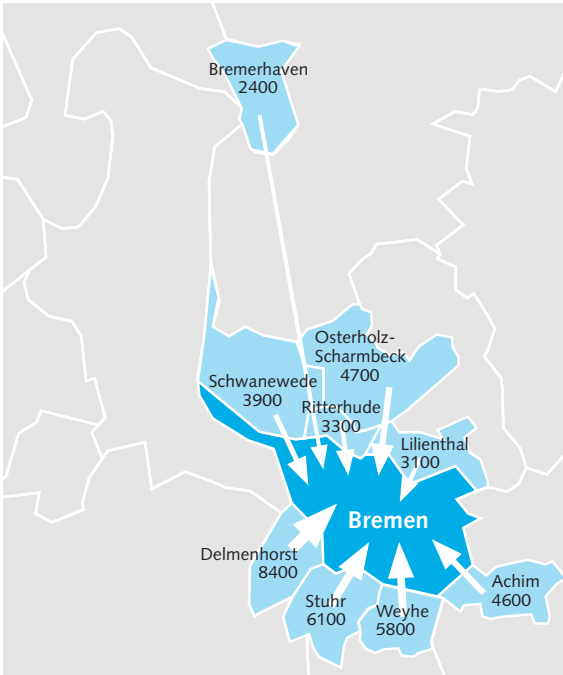 Bremerhaven
2400
Osterholz-
Scharmbeck
4700
Schwanewede
3900
Ritterhude
3300
Lilienthal
3100
Bremen
Delmenhorst
8400
Achim
4600
Stuhr
6100
Weyhe
5800